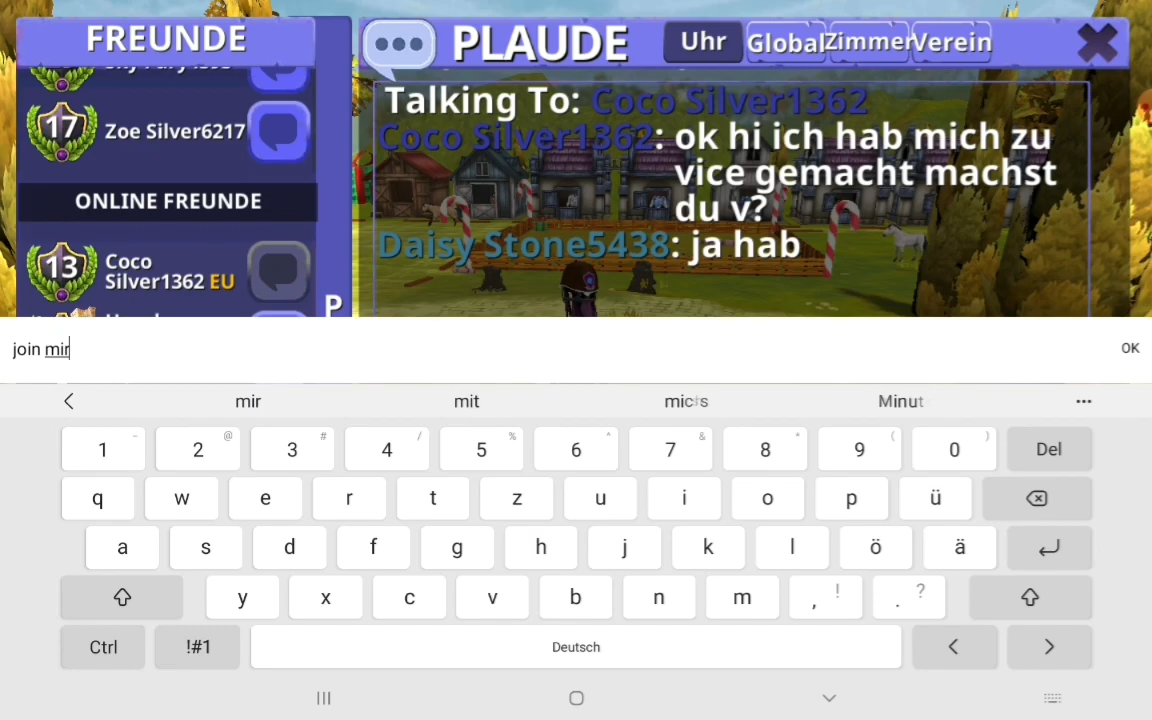 FREUNDE
17 Zoe Silver6217
ONLINE FREUNDE
13 Coco
Silver1362 EU
P
PLAUDE Uhr Global Zimmer Verein
Talking To: Coco Silver1362
Coco Silver1362: ok hi ich hab mich zu
vice gemacht machst
du v?
Daisy Stone5438: ja hab
join mir OK
mir mit Minut
1 2 3 4 5 6 7 8 9 0 Del
- @ # / % ^ & * ( )
q w e r t z u i o p ü
a s d f g h j k l ö ä
y x c v b n m , ! . ?
Ctrl !#1 Deutsch < >